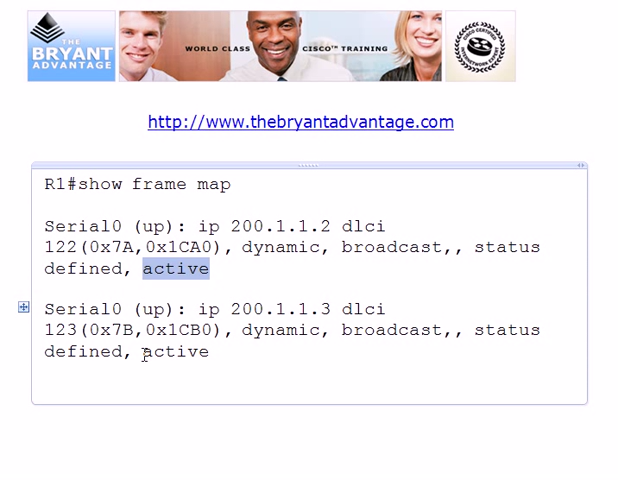 THE
BRYANT
ADVANTAGE
WORLD CLASS CISCO™ TRAINING
http://www.thebryantadvantage.com
R1#show frame map
Serial0 (up): ip 200.1.1.2 dlci
122(0x7A,0x1CA0), dynamic, broadcast,, status
defined, active
Serial0 (up): ip 200.1.1.3 dlci
123(0x7B,0x1CB0), dynamic, broadcast,, status
defined, active